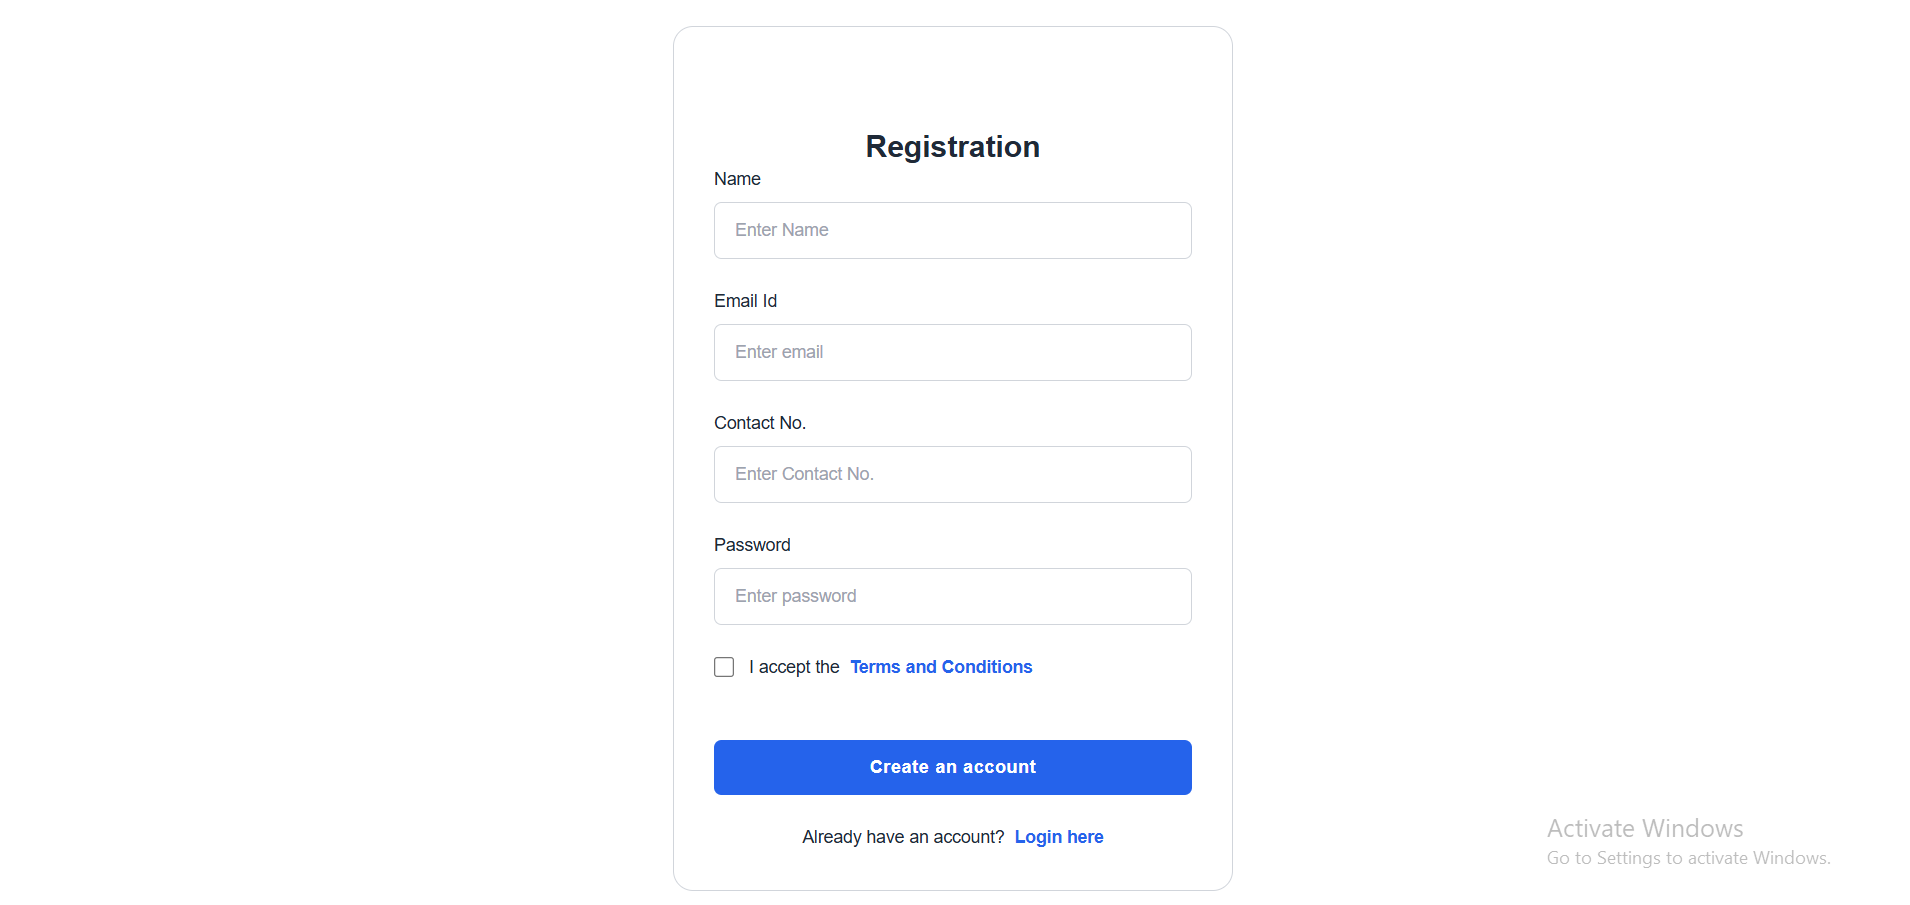 Registration
Name
Enter Name
Email Id
Enter email
Contact No.
Enter Contact No.
Password
Enter password
I accept the Terms and Conditions
Create an account
Already have an account? Login here
Activate Windows
Go to Settings to activate Windows.